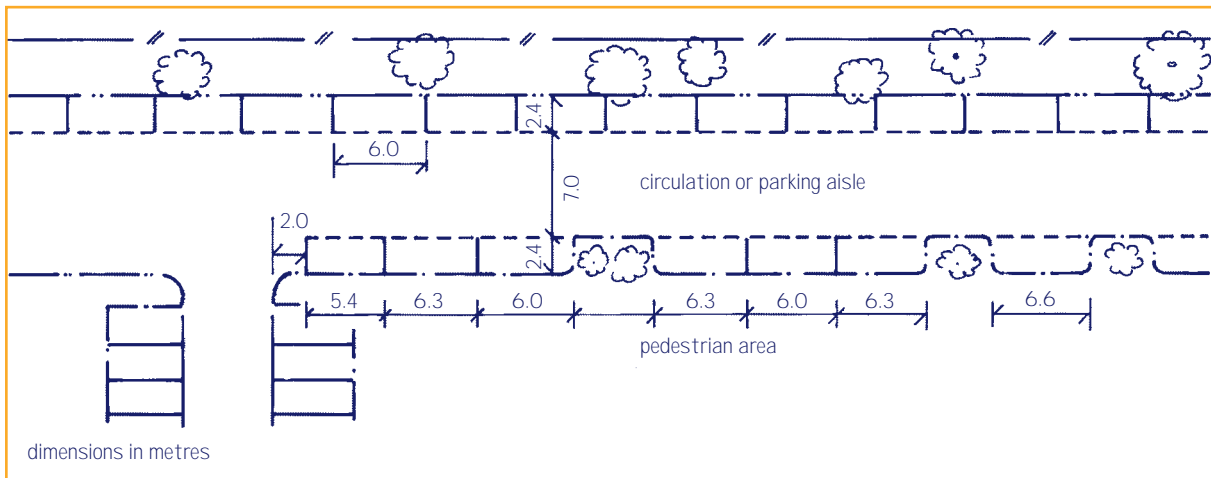 2.4
6.0
circulation or parking aisle
7.0
2.0
2.4
5.4 6.3 6.0 6.3 6.0 6.3 6.6
pedestrian area
dimensions in metres